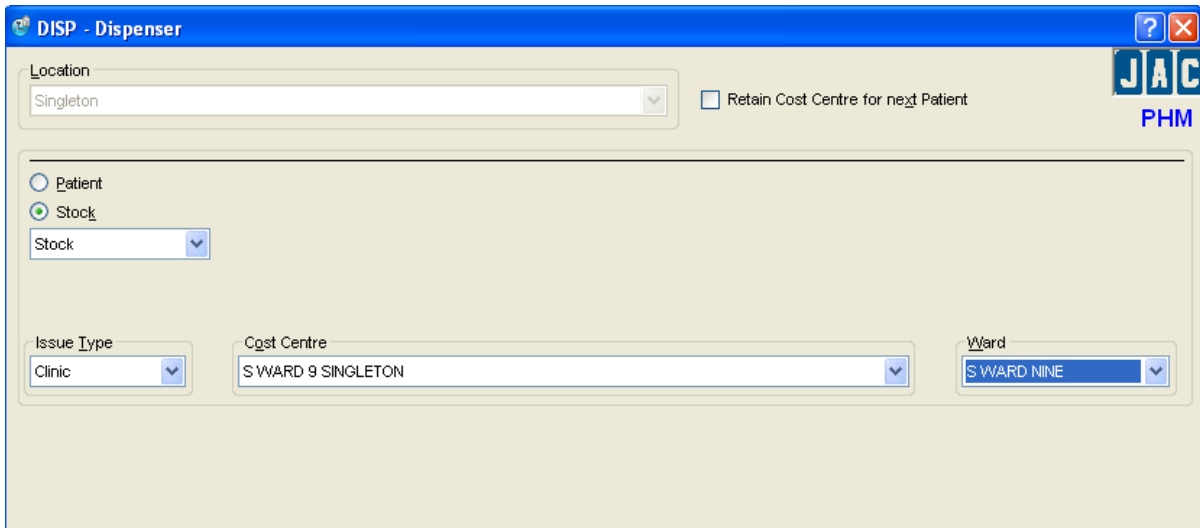 DISP - Dispenser
?
Location
Singleton
Retain Cost Centre for next Patient
JAC
PHM
Patient
Stock
Stock
Issue Type
Cost Centre
Ward
Clinic
S WARD 9 SINGLETON
S WARD NINE